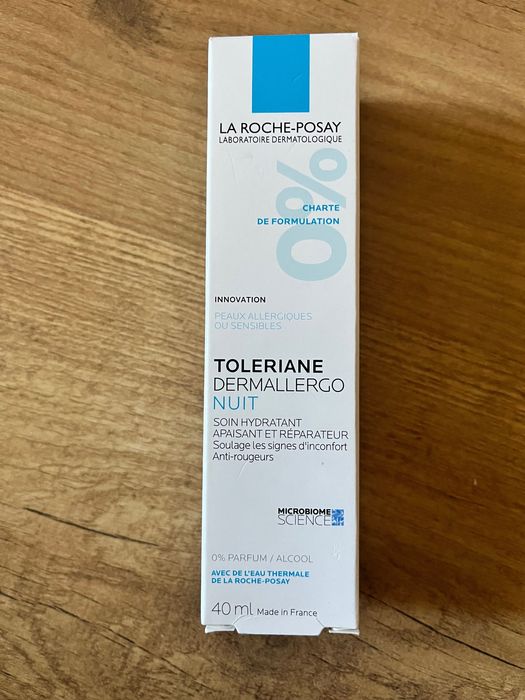 LA ROCHE-POSAY
LABORATOIRE DERMATOLOGIQUE
0%
CHARTE
DE FORMULATION
INNOVATION
PEAUX ALLERGIQUES
OU SENSIBLES
TOLERIANE
DERMALLERGO
NUIT
SOIN HYDRATANT
APAISANT ET RÉPARATEUR
Soulage les signes d'inconfort
Anti-rougeurs
MICROBIOME
SCIENCE
0% PARFUM / ALCOOL
AVEC DE L'EAU THERMALE
DE LA ROCHE-POSAY
40 ml Made in France